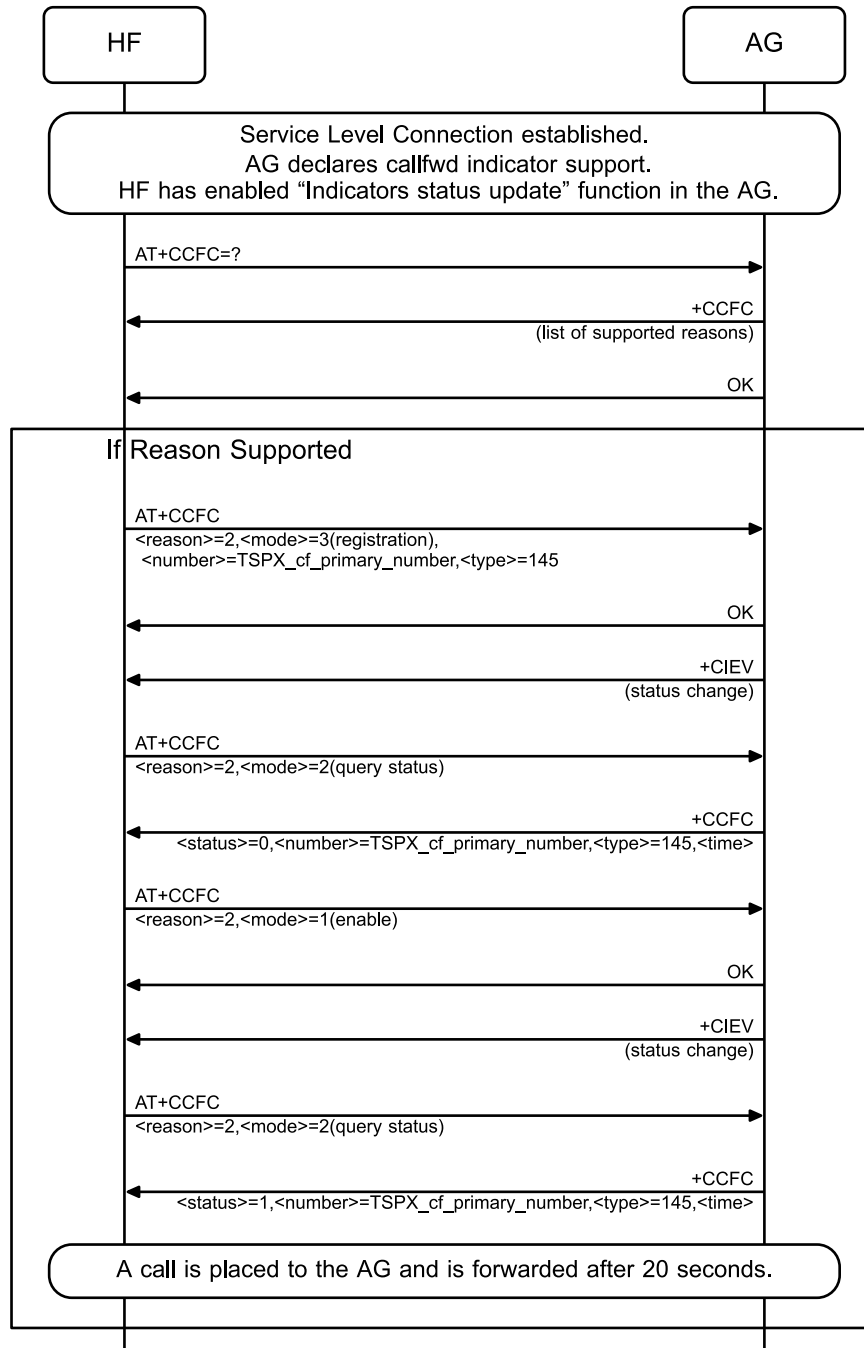 HF
AG
Service Level Connection established.
AG declares callfwd indicator support.
HF has enabled “Indicators status update” function in the AG.
AT+CCFC=?
+CCFC
(list of supported reasons)
OK
If Reason Supported
AT+CCFC
<reason>=2,<mode>=3(registration),
<number>=TSPX_cf_primary_number,<type>=145
OK
+CIEV
(status change)
AT+CCFC
<reason>=2,<mode>=2(query status)
+CCFC
<status>=0,<number>=TSPX_cf_primary_number,<type>=145,<time>
AT+CCFC
<reason>=2,<mode>=1(enable)
OK
+CIEV
(status change)
AT+CCFC
<reason>=2,<mode>=2(query status)
+CCFC
<status>=1,<number>=TSPX_cf_primary_number,<type>=145,<time>
A call is placed to the AG and is forwarded after 20 seconds.